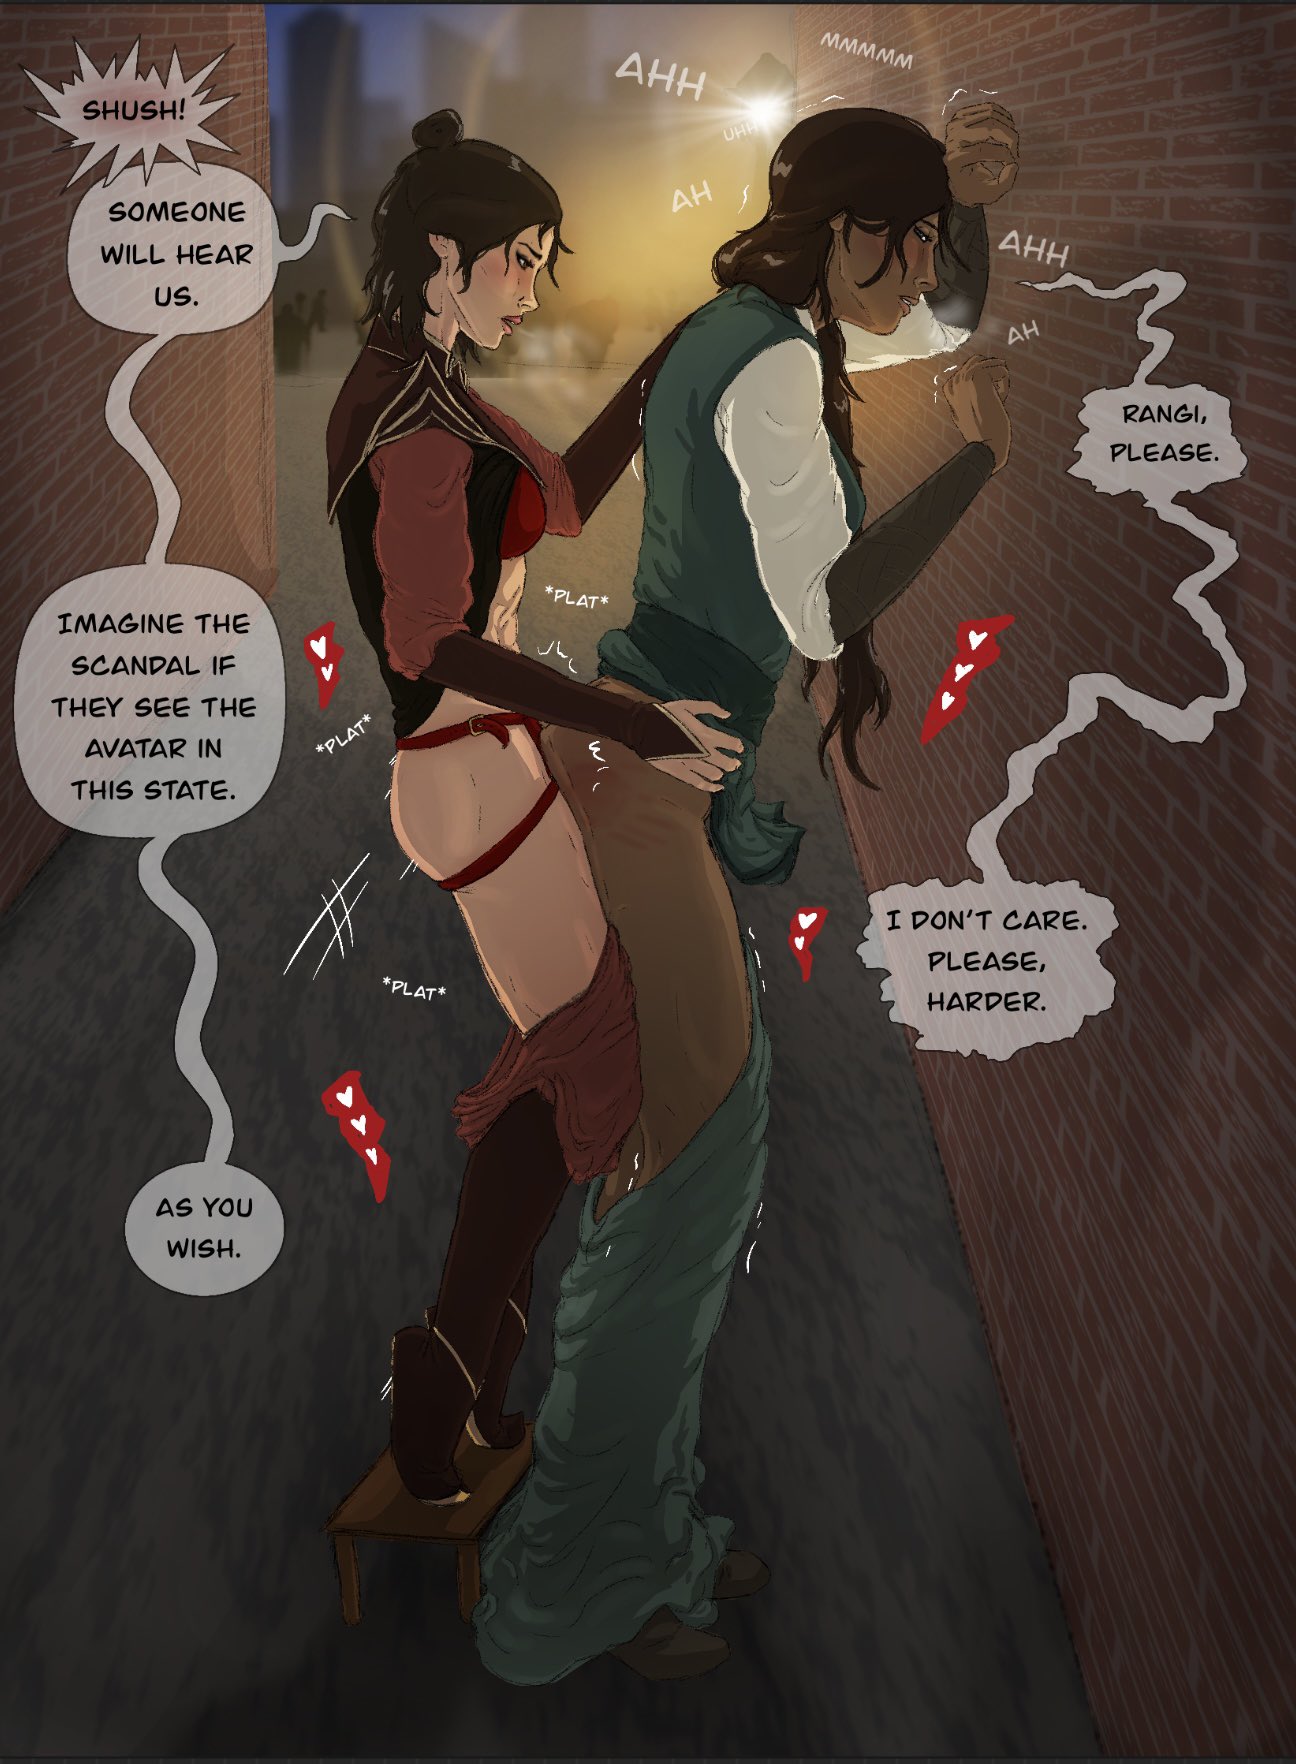 SHUSH!
SOMEONE
WILL HEAR
US.
IMAGINE THE
SCANDAL IF
THEY SEE THE
AVATAR IN
THIS STATE.
AS YOU
WISH.
AHH
MMMMM
UHH
AH
AHH
AH
RANGI,
PLEASE.
I DON'T CARE.
PLEASE,
HARDER.
*PLAT*
*PLAT*
*PLAT*